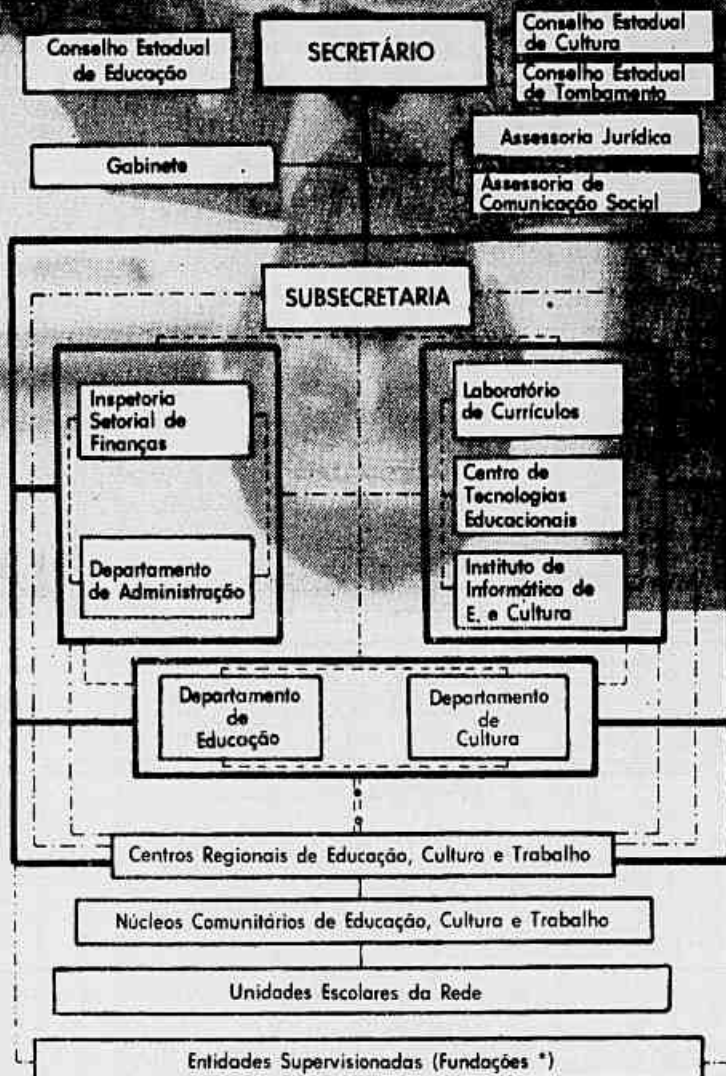 Conselho Estadual
de Educação
SECRETÁRIO
Conselho Estadual
de Cultura
Conselho Estadual
de Tombamento
Gabinete
Assessoria Jurídica
Assessoria de
Comunicação Social
SUBSECRETARIA
Inspetoria
Setorial de
Finanças
Departamento
de Administração
Laboratório
de Currículos
Centro de
Tecnologias
Educacionais
Instituto de
Informática de
E. e Cultura
Departamento
de
Educação
Departamento
de
Cultura
Centros Regionais de Educação, Cultura e Trabalho
Núcleos Comunitários de Educação, Cultura e Trabalho
Unidades Escolares da Rede
Entidades Supervisionadas (Fundações *)